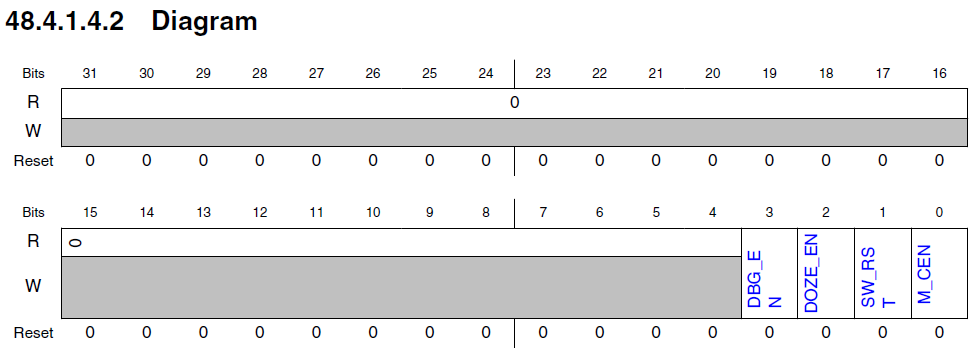 48.4.1.4.2 Diagram
Bits 31 30 29 28 27 26 25 24 23 22 21 20 19 18 17 16
R 0
W
Reset 0 0 0 0 0 0 0 0 0 0 0 0 0 0 0 0
Bits 15 14 13 12 11 10 9 8 7 6 5 4 3 2 1 0
R 0
W
DBG_E
N
DOZE_EN
SW_RS
T
M_CEN
Reset 0 0 0 0 0 0 0 0 0 0 0 0 0 0 0 0